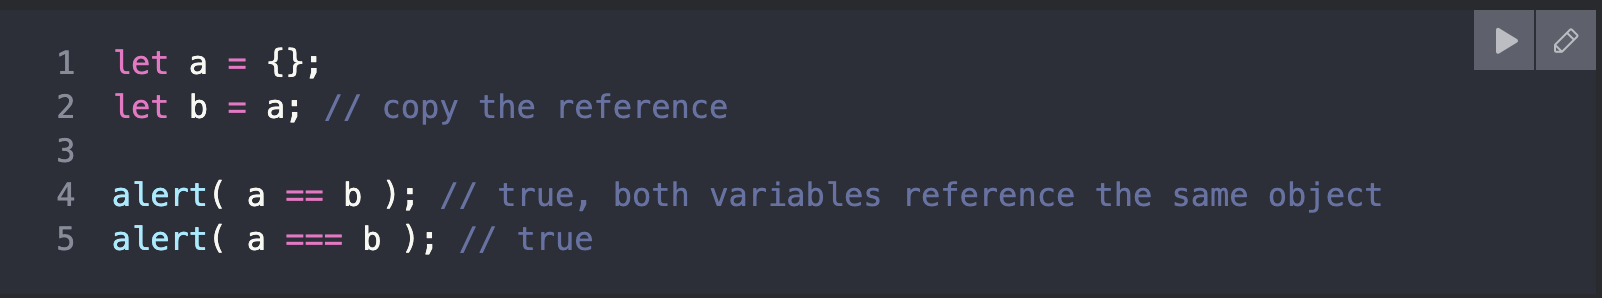 1 let a = {};
2 let b = a; // copy the reference
3
4 alert( a == b ); // true, both variables reference the same object
5 alert( a === b ); // true